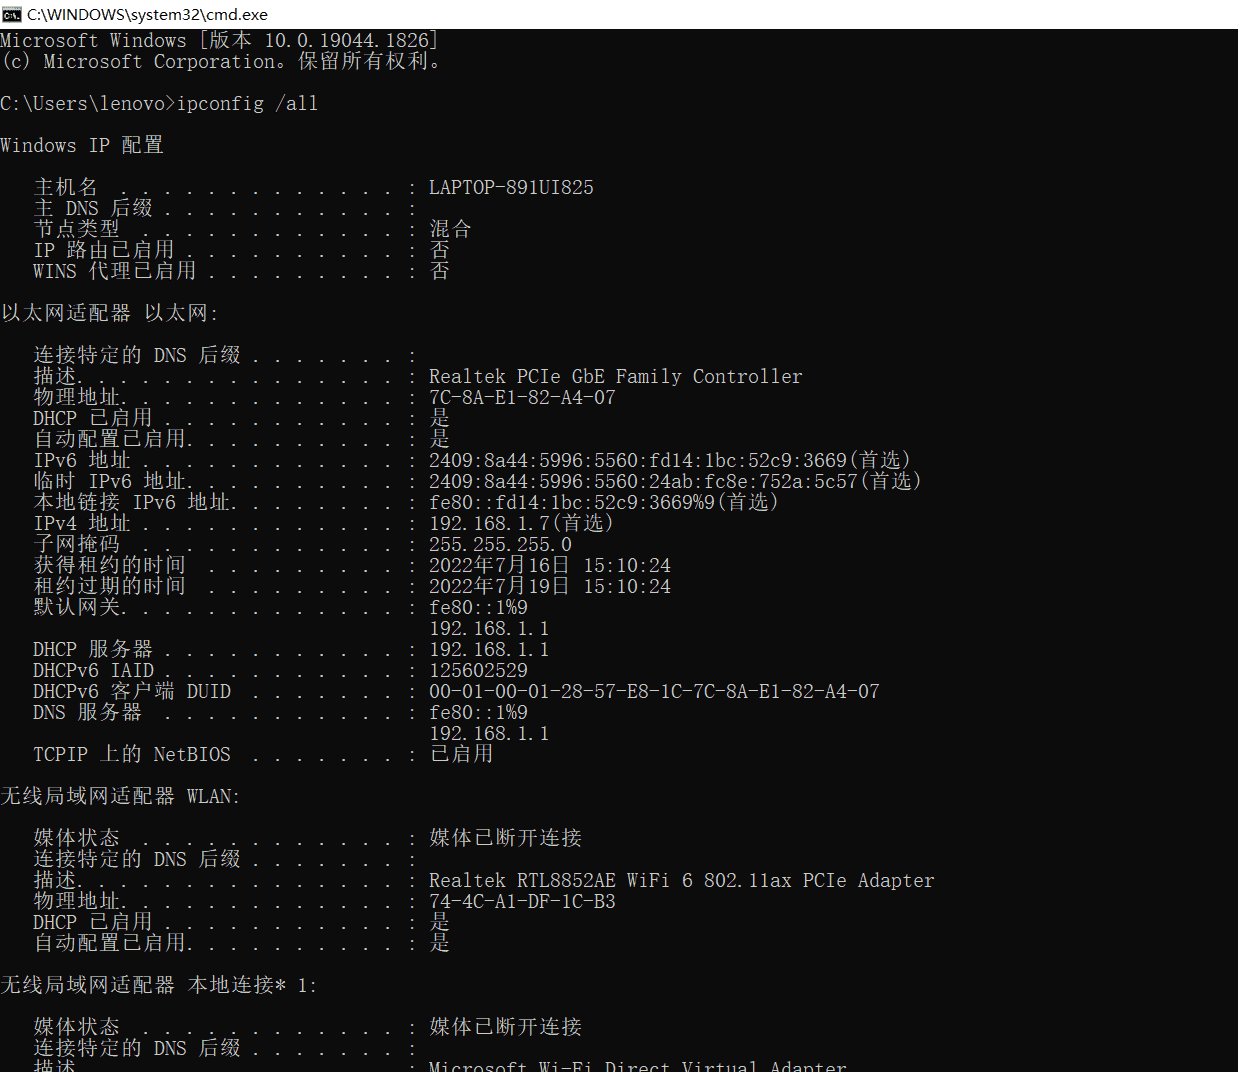 C:\WINDOWS\system32\cmd.exe
Microsoft Windows [版本 10.0.19044.1826]
(c) Microsoft Corporation。保留所有权利。
C:\Users\lenovo>ipconfig /all
Windows IP 配置
主机名 . . . . . . . . . . . . . : LAPTOP-891UI825
主 DNS 后缀 . . . . . . . . . . . :
节点类型 . . . . . . . . . . . . : 混合
IP 路由已启用 . . . . . . . . . . : 否
WINS 代理已启用 . . . . . . . . . : 否
以太网适配器 以太网:
连接特定的 DNS 后缀 . . . . . . . :
描述. . . . . . . . . . . . . . . : Realtek PCIe GbE Family Controller
物理地址. . . . . . . . . . . . . : 7C-8A-E1-82-A4-07
DHCP 已启用 . . . . . . . . . . . : 是
自动配置已启用. . . . . . . . . . : 是
IPv6 地址 . . . . . . . . . . . . : 2409:8a44:5996:5560:fd14:1bc:52c9:3669(首选)
临时 IPv6 地址. . . . . . . . . . : 2409:8a44:5996:5560:24ab:fc8e:752a:5c57(首选)
本地链接 IPv6 地址. . . . . . . . : fe80::fd14:1bc:52c9:3669%9(首选)
IPv4 地址 . . . . . . . . . . . . : 192.168.1.7(首选)
子网掩码 . . . . . . . . . . . . : 255.255.255.0
获得租约的时间 . . . . . . . . . : 2022年7月16日 15:10:24
租约过期的时间 . . . . . . . . . : 2022年7月19日 15:10:24
默认网关. . . . . . . . . . . . . : fe80::1%9
192.168.1.1
DHCP 服务器 . . . . . . . . . . . : 192.168.1.1
DHCPv6 IAID . . . . . . . . . . . : 125602529
DHCPv6 客户端 DUID . . . . . . . : 00-01-00-01-28-57-E8-1C-7C-8A-E1-82-A4-07
DNS 服务器 . . . . . . . . . . . : fe80::1%9
192.168.1.1
TCPIP 上的 NetBIOS . . . . . . . : 已启用
无线局域网适配器 WLAN:
媒体状态 . . . . . . . . . . . . : 媒体已断开连接
连接特定的 DNS 后缀 . . . . . . . :
描述. . . . . . . . . . . . . . . : Realtek RTL8852AE WiFi 6 802.11ax PCIe Adapter
物理地址. . . . . . . . . . . . . : 74-4C-A1-DF-1C-B3
DHCP 已启用 . . . . . . . . . . . : 是
自动配置已启用. . . . . . . . . . : 是
无线局域网适配器 本地连接* 1:
媒体状态 . . . . . . . . . . . . : 媒体已断开连接
连接特定的 DNS 后缀 . . . . . . . :
描述. . . . . . . . . . . . . . . : Microsoft Wi-Fi Direct Virtual Adapter